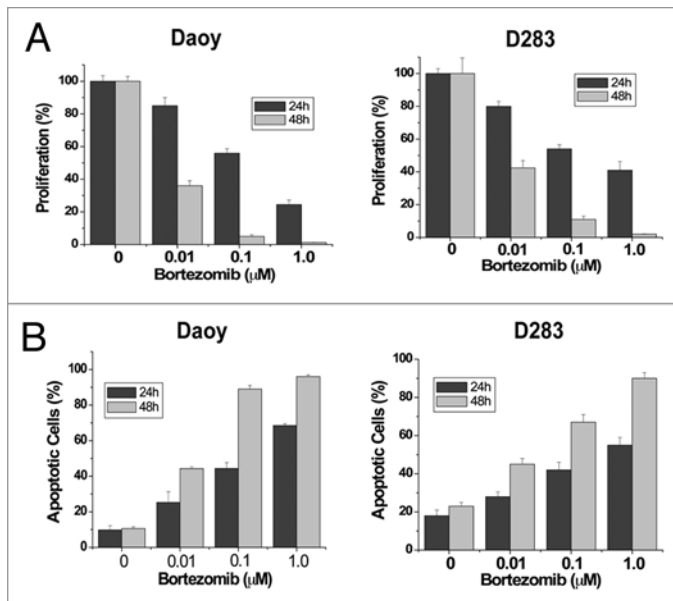 A
Daoy
D283
Proliferation (%)
100
80
60
40
20
0
24h
48h
0 0.01 0.1 1.0
Bortezomib (μM)
Proliferation (%)
100
80
60
40
20
0
24h
48h
0 0.01 0.1 1.0
Bortezomib (μM)
B
Daoy
D283
Apoptotic Cells (%)
100
80
60
40
20
0
24h
48h
0 0.01 0.1 1.0
Bortezomib (μM)
Apoptotic Cells (%)
100
80
60
40
20
0
24h
48h
0 0.01 0.1 1.0
Bortezomib (μM)